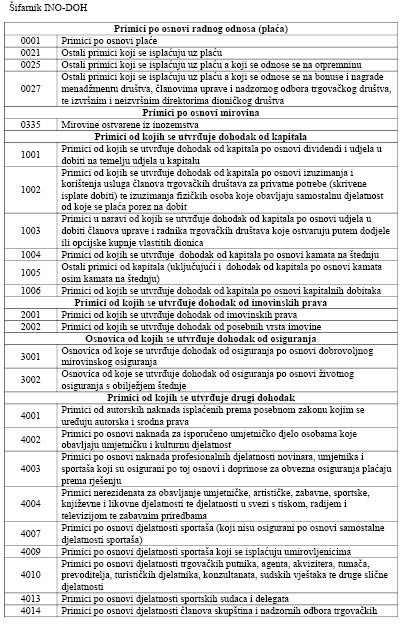 Šifarnik INO-DOH
Primici po osnovi radnog odnosa (plaća)
0001 Primici po osnovi plaće
0021 Ostali primici koji se isplaćuju uz plaću
0025 Ostali primici koji se isplaćuju uz plaću a koji se odnose se na otpremninu
0027 Ostali primici koji se isplaćuju uz plaću a koji se odnose na bonuse i nagrade
menadžmentu društva, članovima uprave i nadzornog odbora trgovačkog društva,
te izvršnim i neizvršnim direktorima dioničkog društva
Primici po osnovi mirovina
0335 Mirovine ostvarene iz inozemstva
Primici od kojih se utvrđuje dohodak od kapitala
1001 Primici od kojih se utvrđuje dohodak od kapitala po osnovi dividendi i udjela u
dobiti na temelju udjela u kapitalu
1002 Primici od kojih se utvrđuje dohodak od kapitala po osnovi izuzimanja i
korištenja usluga članova trgovačkih društava za privatne potrebe (skrivene
isplate dobiti) te izuzimanja fizičkih osoba koje obavljaju samostalnu djelatnost
od koje se plaća porez na dobit
1003 Primici u naravi od kojih se utvrđuje dohodak od kapitala po osnovi udjela u
dobiti članova uprave i radnika trgovačkih društava koje ostvaruju putem dodjele
ili opcijske kupnje vlastitih dionica
1004 Primici od kojih se utvrđuje dohodak od kapitala po osnovi kamata na štednju
1005 Ostali primici od kapitala (uključujući i dohodak od kapitala po osnovi kamata
osim kamata na štednju)
1006 Primici od kojih se utvrđuje dohodak od kapitala po osnovi kapitalnih dobitaka
Primici od kojih se utvrđuje dohodak od imovinskih prava
2001 Primici od kojih se utvrđuje dohodak od imovinskih prava
2002 Primici od kojih se utvrđuje dohodak od posebnih vrsta imovine
Osnovica od kojih se utvrđuje dohodak od osiguranja
3001 Osnovica od koje se utvrđuje dohodak od osiguranja po osnovi dobrovoljnog
mirovinskog osiguranja
3002 Osnovica od koje se utvrđuje dohodak od osiguranja po osnovi životnog
osiguranja s obilježjem štednje
Primici od kojih se utvrđuje drugi dohodak
4001 Primici od autorskih naknada isplaćenih prema posebnom zakonu kojim se
uređuju autorska i srodna prava
4002 Primici po osnovi naknada za isporučeno umjetničko djelo osobama koje
obavljaju umjetničku i kulturnu djelatnost
4003 Primici po osnovi naknada profesionalnih djelatnosti novinara, umjetnika i
sportaša koji su osigurani po toj osnovi i doprinose za obvezna osiguranja plaćaju
prema rješenju
4004 Primici nerezidenata za obavljanje umjetničke, artističke, zabavne, sportske,
književne i likovne djelatnosti te djelatnosti u svezi s tiskom, radijem i
televizijom te zabavnim priredbama
4007 Primici po osnovi djelatnosti sportaša (koji nisu osigurani po osnovi samostalne
djelatnosti sportaša)
4009 Primici po osnovi djelatnosti sportaša koji se isplaćuju umirovljenicima
4010 Primici po osnovi djelatnosti trgovačkih putnika, agenta, akvizitera, tumača,
prevoditelja, turističkih djelatnika, konzultanata, sudskih vještaka te druge slične
djelatnosti
4013 Primici po osnovi djelatnosti sportskih sudaca i delegata
4014 Primici po osnovi djelatnosti članova skupština i nadzornih odbora trgovačkih